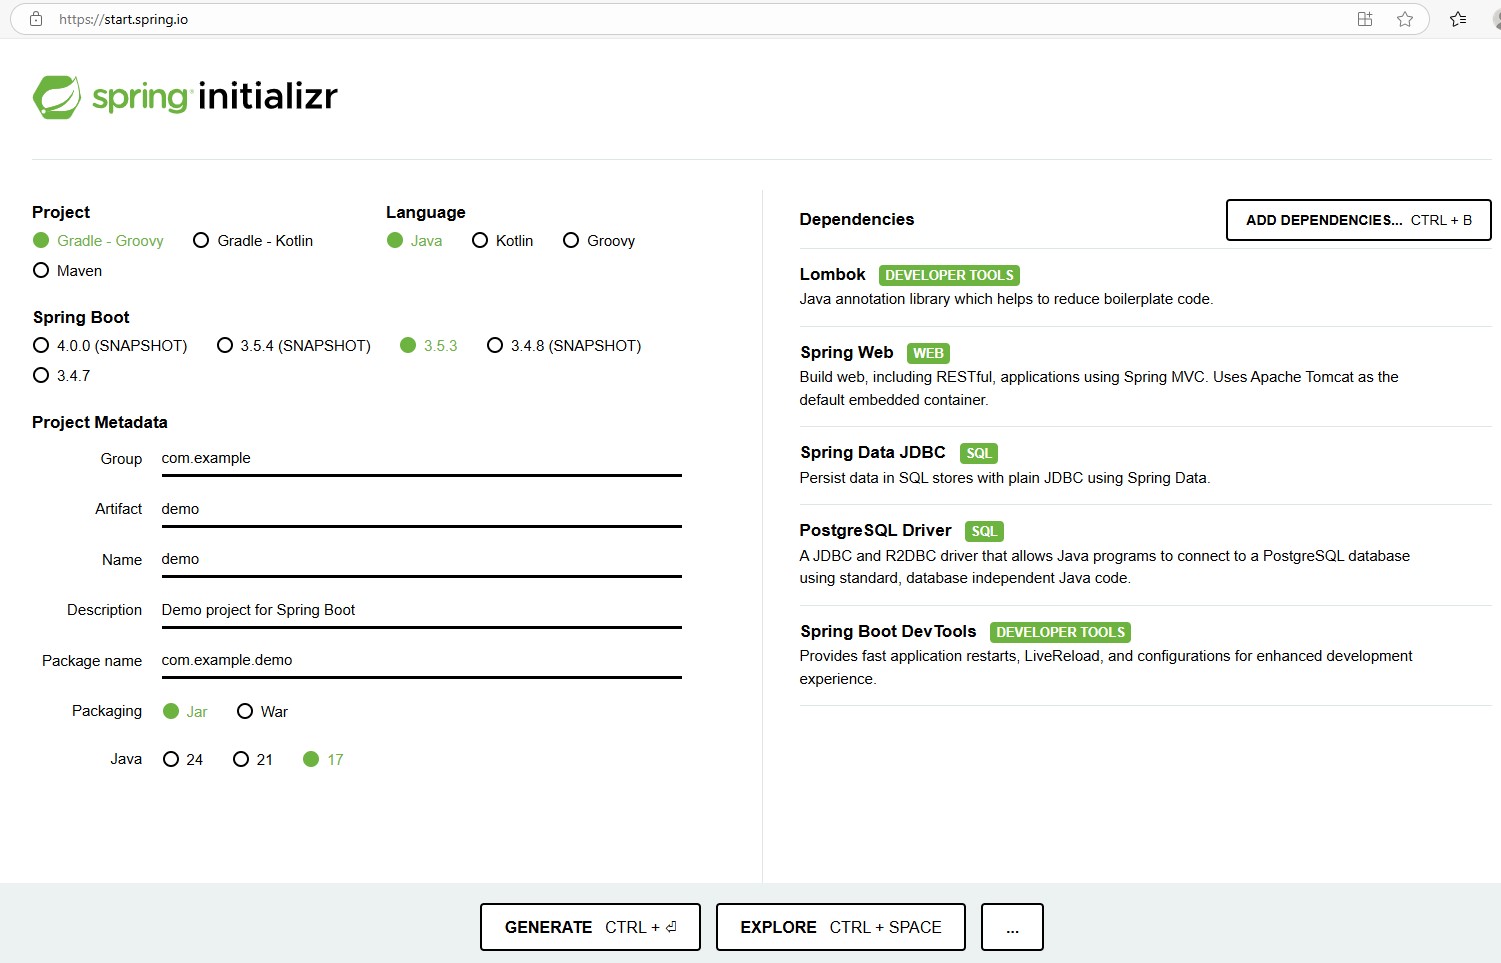 https://start.spring.io
spring initializr
Project
Gradle - Groovy Gradle - Kotlin
Maven
Language
Java Kotlin Groovy
Spring Boot
4.0.0 (SNAPSHOT) 3.5.4 (SNAPSHOT) 3.5.3 3.4.8 (SNAPSHOT)
3.4.7
Project Metadata
Group com.example
Artifact demo
Name demo
Description Demo project for Spring Boot
Package name com.example.demo
Packaging Jar War
Java 24 21 17
Dependencies
ADD DEPENDENCIES... CTRL + B
Lombok DEVELOPER TOOLS
Java annotation library which helps to reduce boilerplate code.
Spring Web WEB
Build web, including RESTful, applications using Spring MVC. Uses Apache Tomcat as the
default embedded container.
Spring Data JDBC SQL
Persist data in SQL stores with plain JDBC using Spring Data.
PostgreSQL Driver SQL
A JDBC and R2DBC driver that allows Java programs to connect to a PostgreSQL database
using standard, database independent Java code.
Spring Boot DevTools DEVELOPER TOOLS
Provides fast application restarts, LiveReload, and configurations for enhanced development
experience.
GENERATE CTRL + ⏎
EXPLORE CTRL + SPACE
...